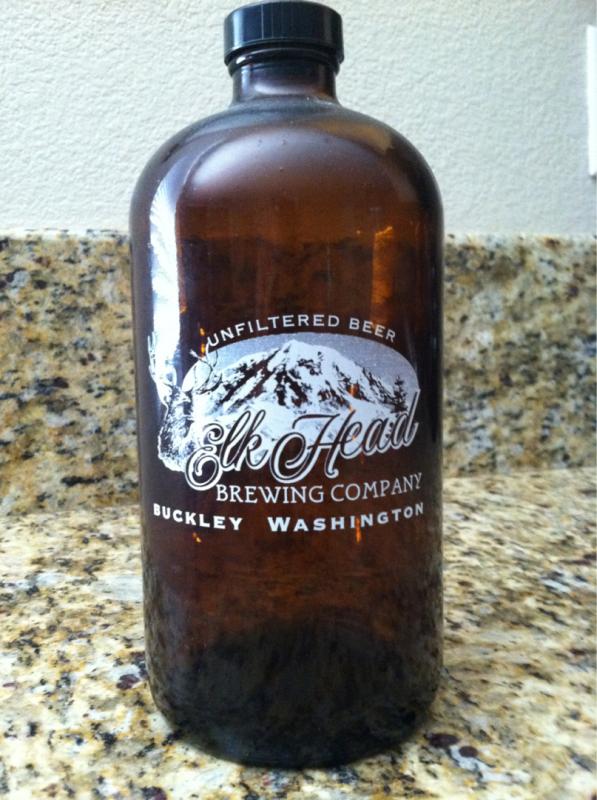 UNFILTERED BEER
Elk Head
BREWING COMPANY
BUCKLEY WASHINGTON